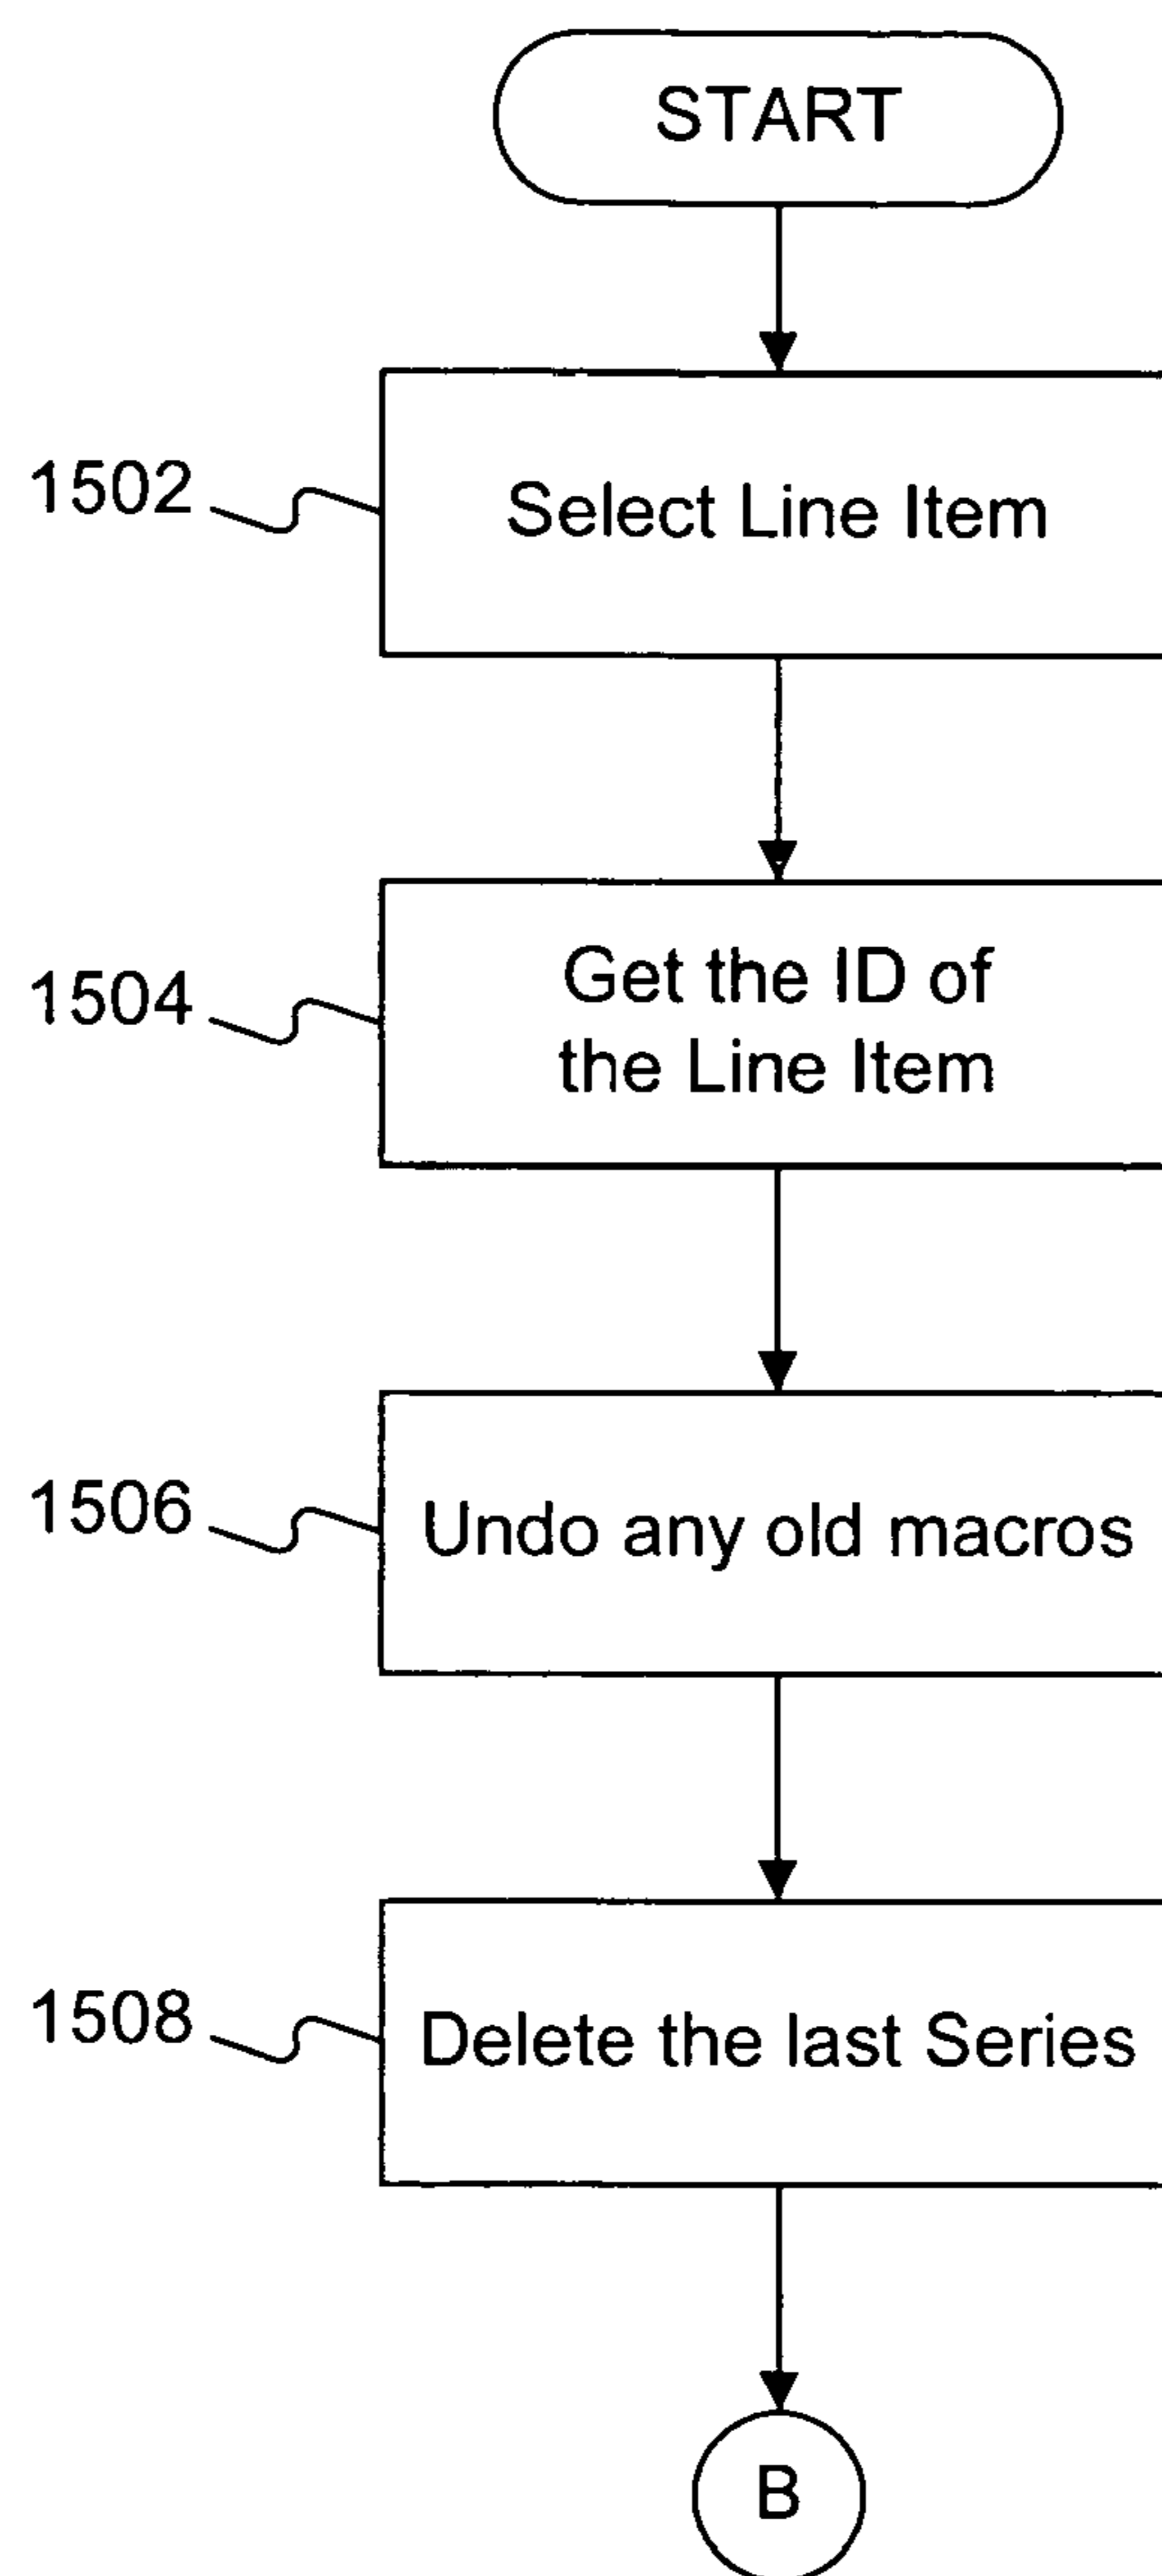 START
1502
Select Line Item
1504
Get the ID of
the Line Item
1506
Undo any old macros
1508
Delete the last Series
B